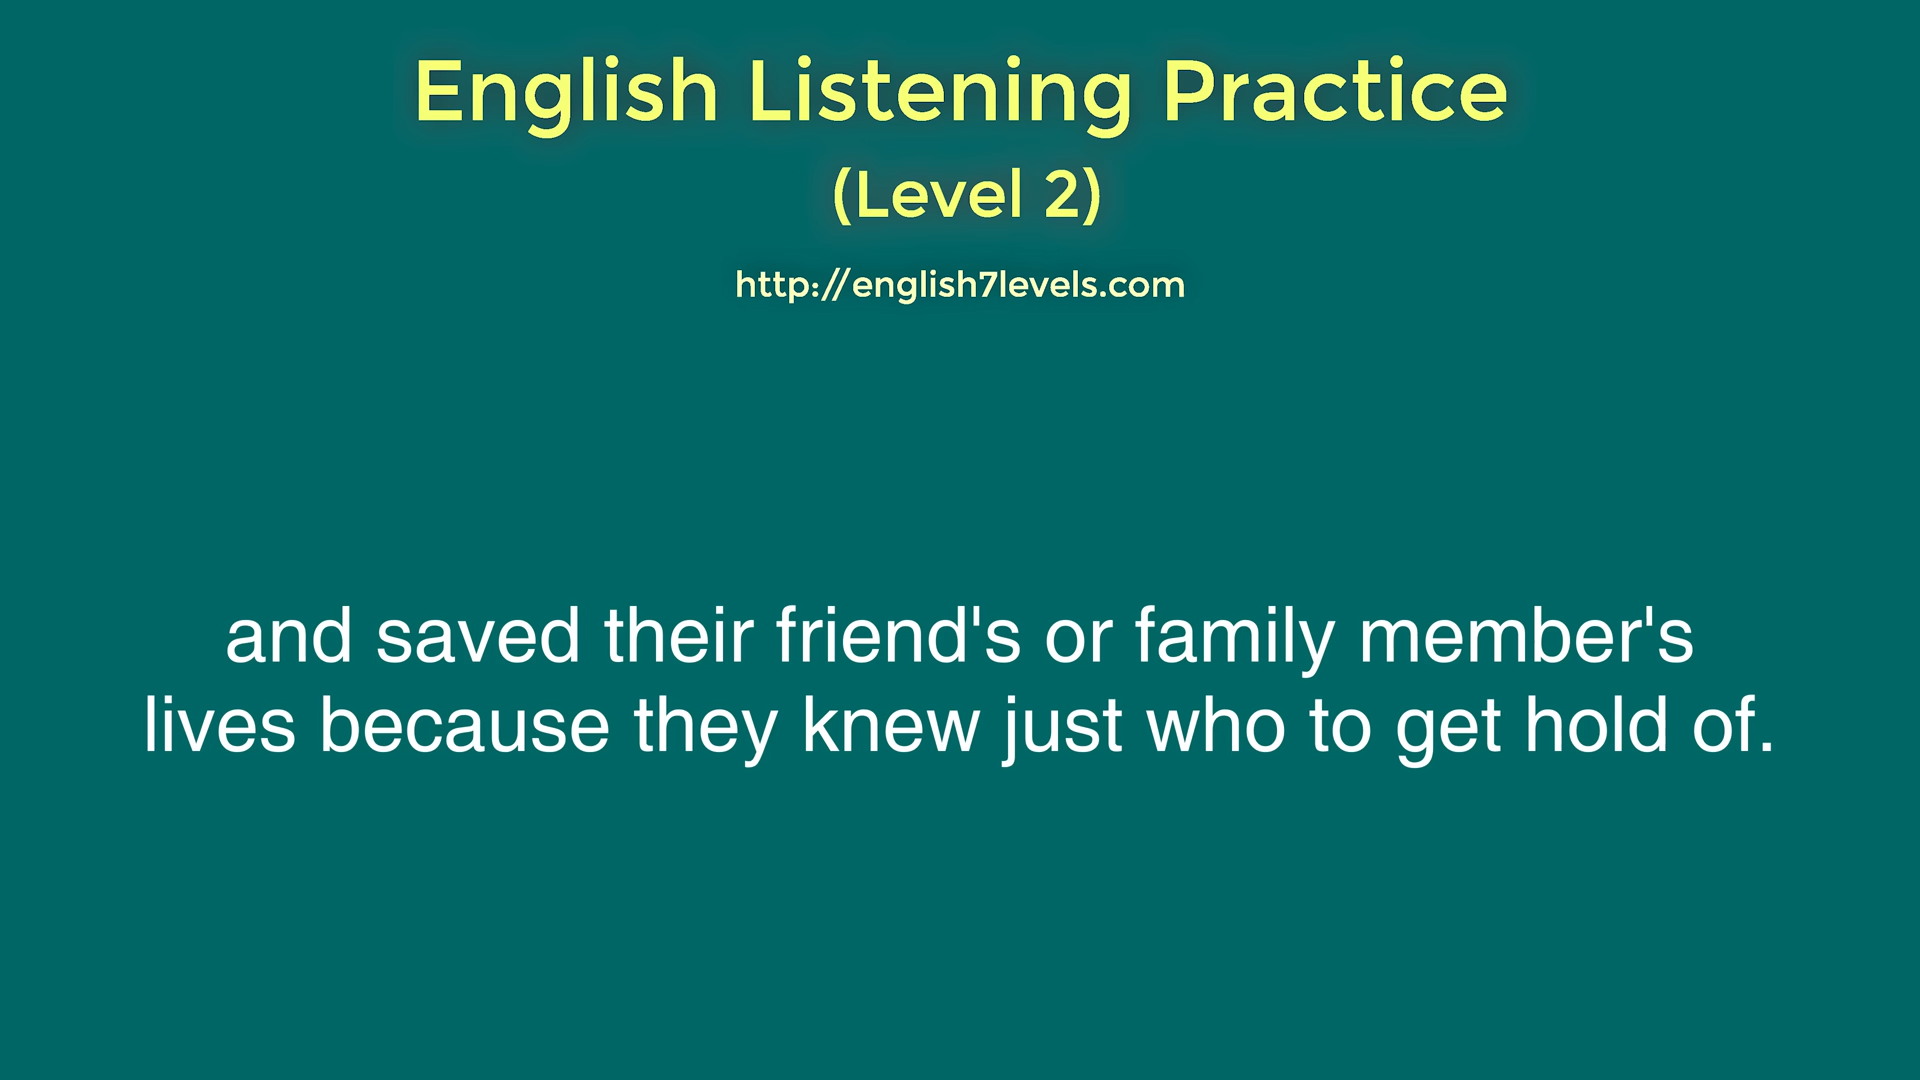 English Listening Practice
(Level 2)
http://english7levels.com
and saved their friend's or family member's
lives because they knew just who to get hold of.